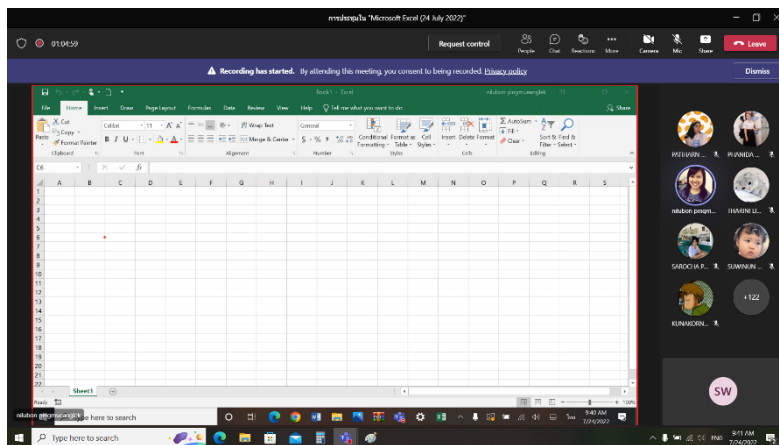 การประชุมใน "Microsoft Excel (24 July 2022)"
01:04:59
Request control
People Chat Reactions More Camera Mic Share Leave
Recording has started. By attending this meeting, you consent to being recorded. Privacy policy
Dismiss
Book1 - Excel
File Home Insert Draw Page Layout Formulas Data Review View Help Tell me what you want to do
Share
Paste
Cut
Copy
Format Painter
Clipboard
Calibri 11
B I U
Font
Wrap Text
Merge & Center
Alignment
General
Number
Conditional Formatting
Format as Table
Cell Styles
Styles
Insert Delete Format
Cells
AutoSum
Fill
Clear
Sort & Filter
Find & Select
Editing
C6
A B C D E F G H I J K L M N O P Q R S
1
2
3
4
5
6
7
8
9
10
11
12
13
14
15
16
17
18
19
20
21
22
Sheet1
Ready
100%
PATIHARN ...
PHANIDA ...
nilubon pingm...
THARINI LI...
SAROCHA P...
SUWINUN ...
KUNAKORN...
+122
SW
nilubon pingmueanglek
Type here to search
9:40 AM
7/24/2022
Type here to search
ENG
9:41 AM
7/24/2022